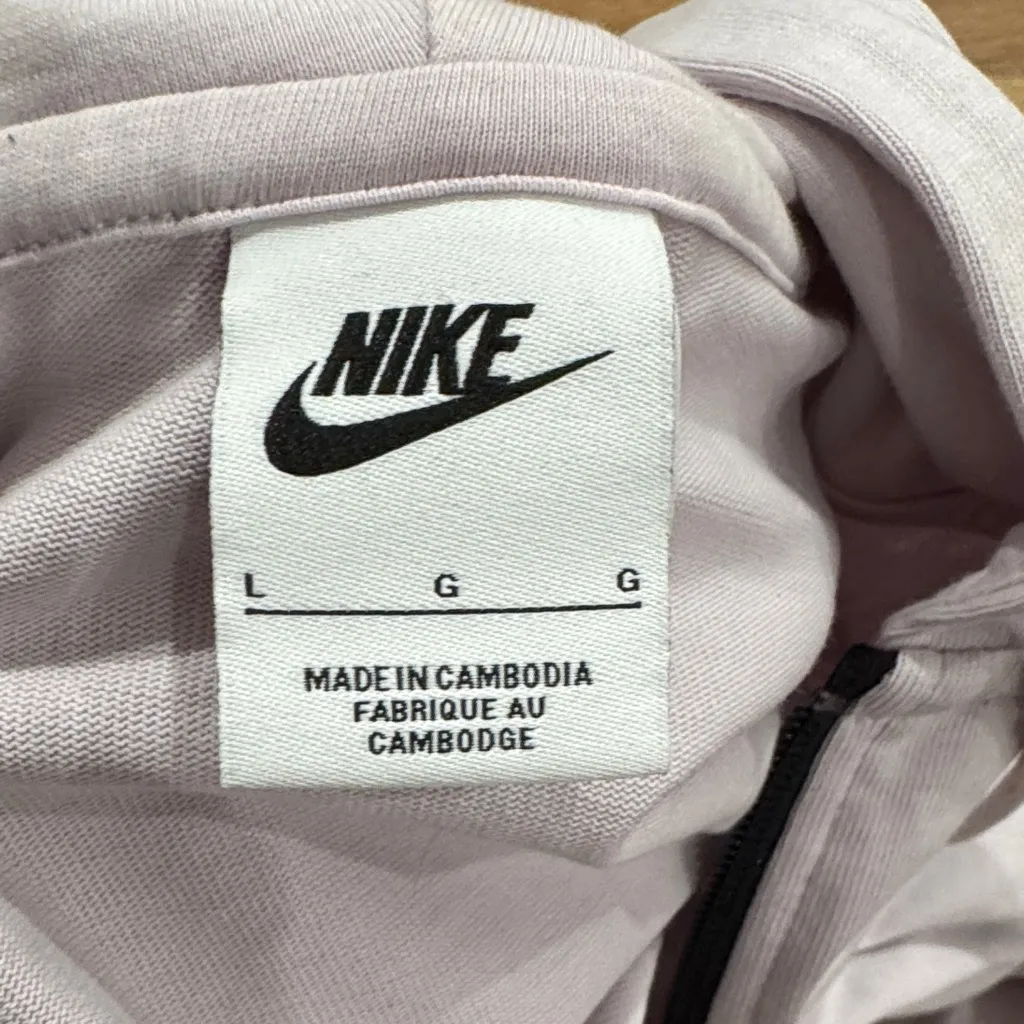 NIKE
L G G
MADE IN CAMBODIA
FABRIQUE AU
CAMBODGE